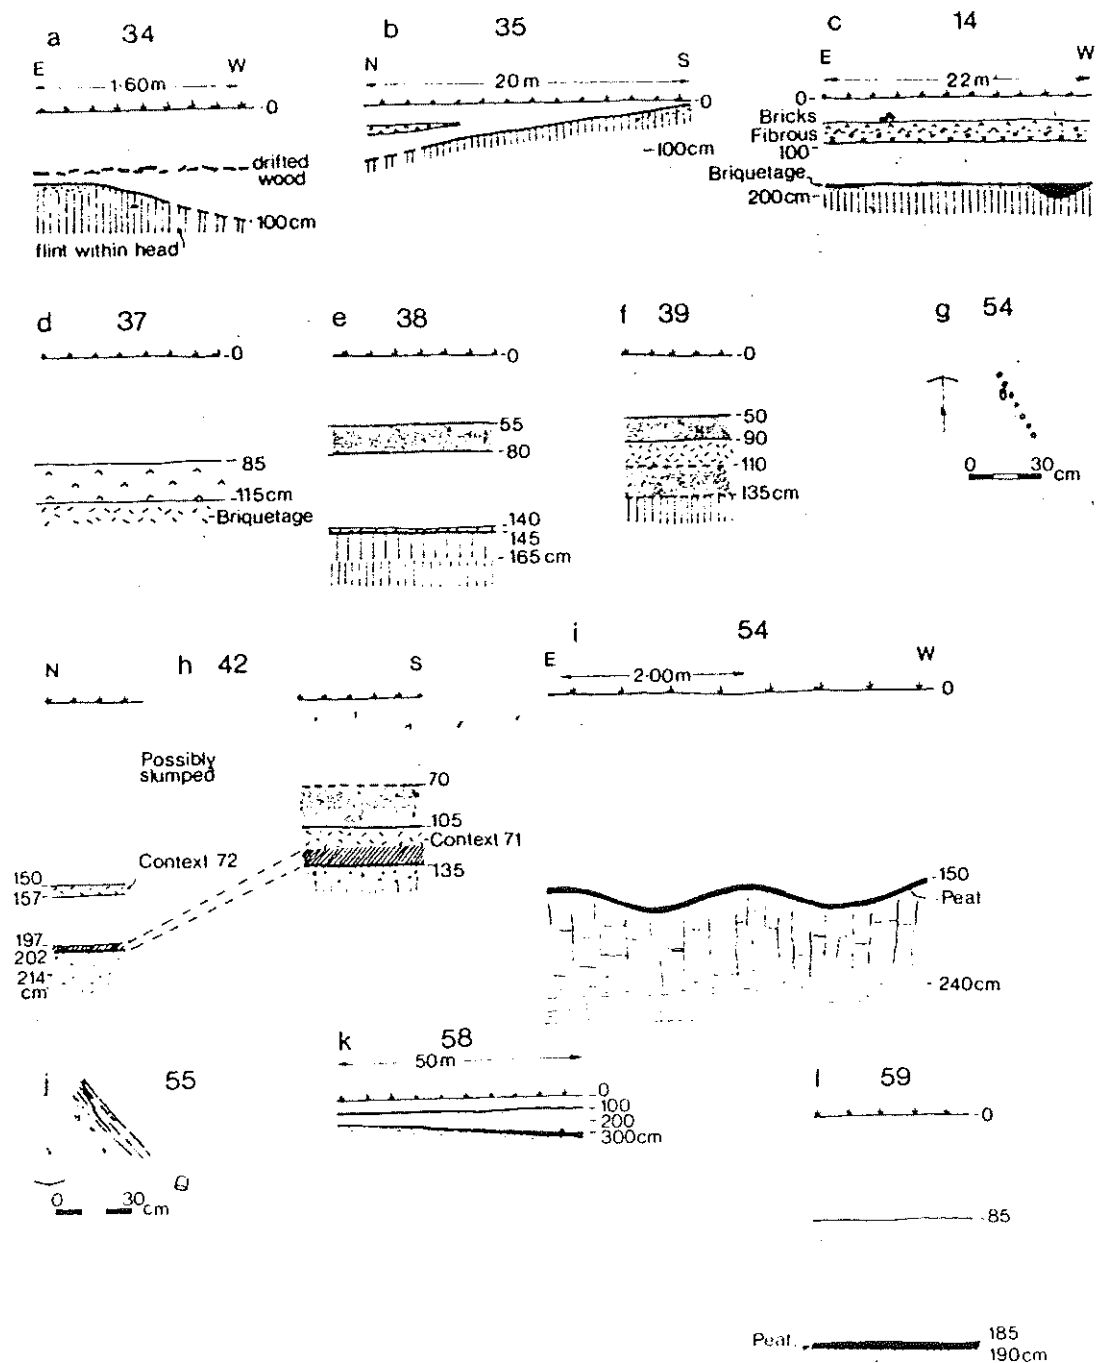 a 34
E W
1·60m
0
drifted
wood
100cm
flint within head
b 35
N S
20m
0
100cm
c 14
E W
22m
0
Bricks
Fibrous
100
Briquetage
200cm
d 37
0
85
115cm
Briquetage
e 38
0
55
80
140
145
165cm
f 39
0
50
90
110
135cm
g 54
0 30
cm
h 42
N S
Possibly
slumped
70
105
Context 71
135
Context 72
150
157
197
202
214
cm
i 54
E W
2·00m
0
150
Peat
240cm
j 55
0 30
cm
k 58
50m
0
100
200
300cm
l 59
0
85
Peat
185
190cm